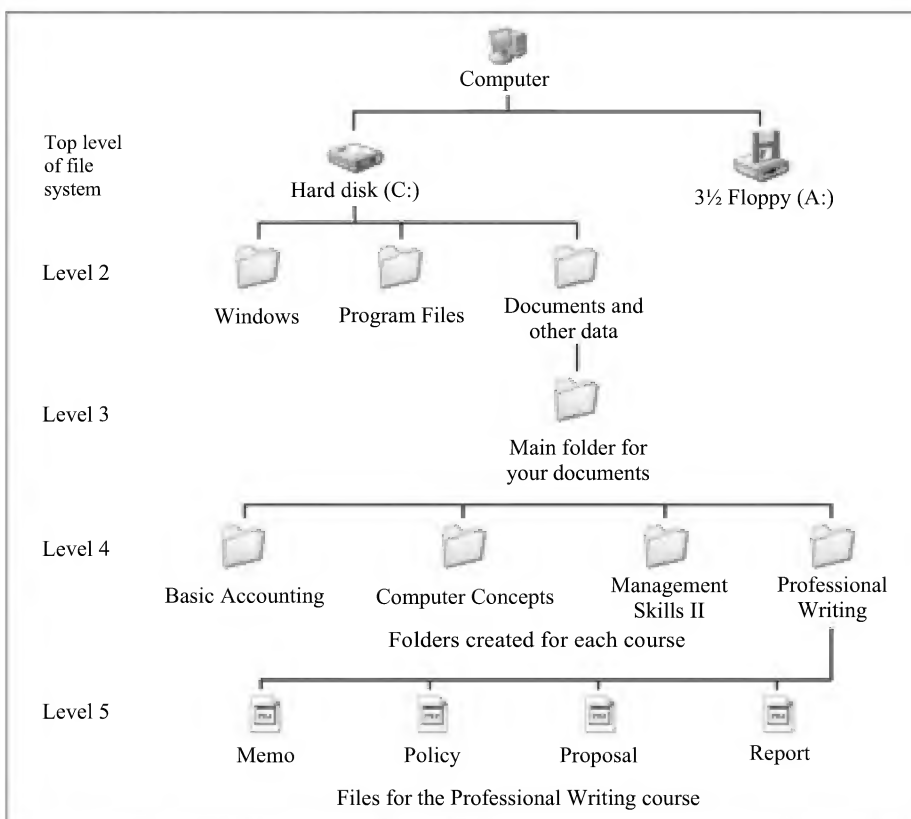 Computer
Top level
of file
system
Hard disk (C:)
3½ Floppy (A:)
Level 2
Windows
Program Files
Documents and
other data
Level 3
Main folder for
your documents
Level 4
Basic Accounting
Computer Concepts
Management
Skills II
Professional
Writing
Folders created for each course
Level 5
Memo
Policy
Proposal
Report
Files for the Professional Writing course